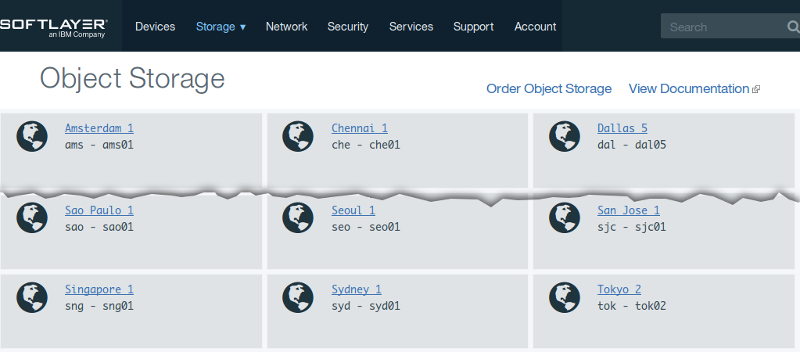 SOFTLAYER®
an IBM Company
Devices Storage ▾ Network Security Services Support Account
Search
Object Storage
Order Object Storage View Documentation
Amsterdam 1 Chennai 1 Dallas 5
ams - ams01 che - che01 dal - dal05
Sao Paulo 1 Seoul 1 San Jose 1
sao - sao01 seo - seo01 sjc - sjc01
Singapore 1 Sydney 1 Tokyo 2
sng - sng01 syd - syd01 tok - tok02